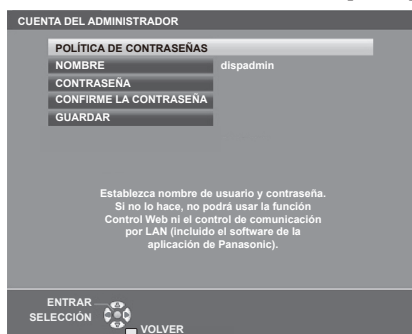 CUENTA DEL ADMINISTRADOR
POLÍTICA DE CONTRASEÑAS
NOMBRE dispadmin
CONTRASEÑA
CONFIRME LA CONTRASEÑA
GUARDAR
Establezca nombre de usuario y contraseña.
Si no lo hace, no podrá usar la función
Control Web ni el control de comunicación
por LAN (incluido el software de la
aplicación de Panasonic).
ENTRAR
SELECCIÓN
VOLVER